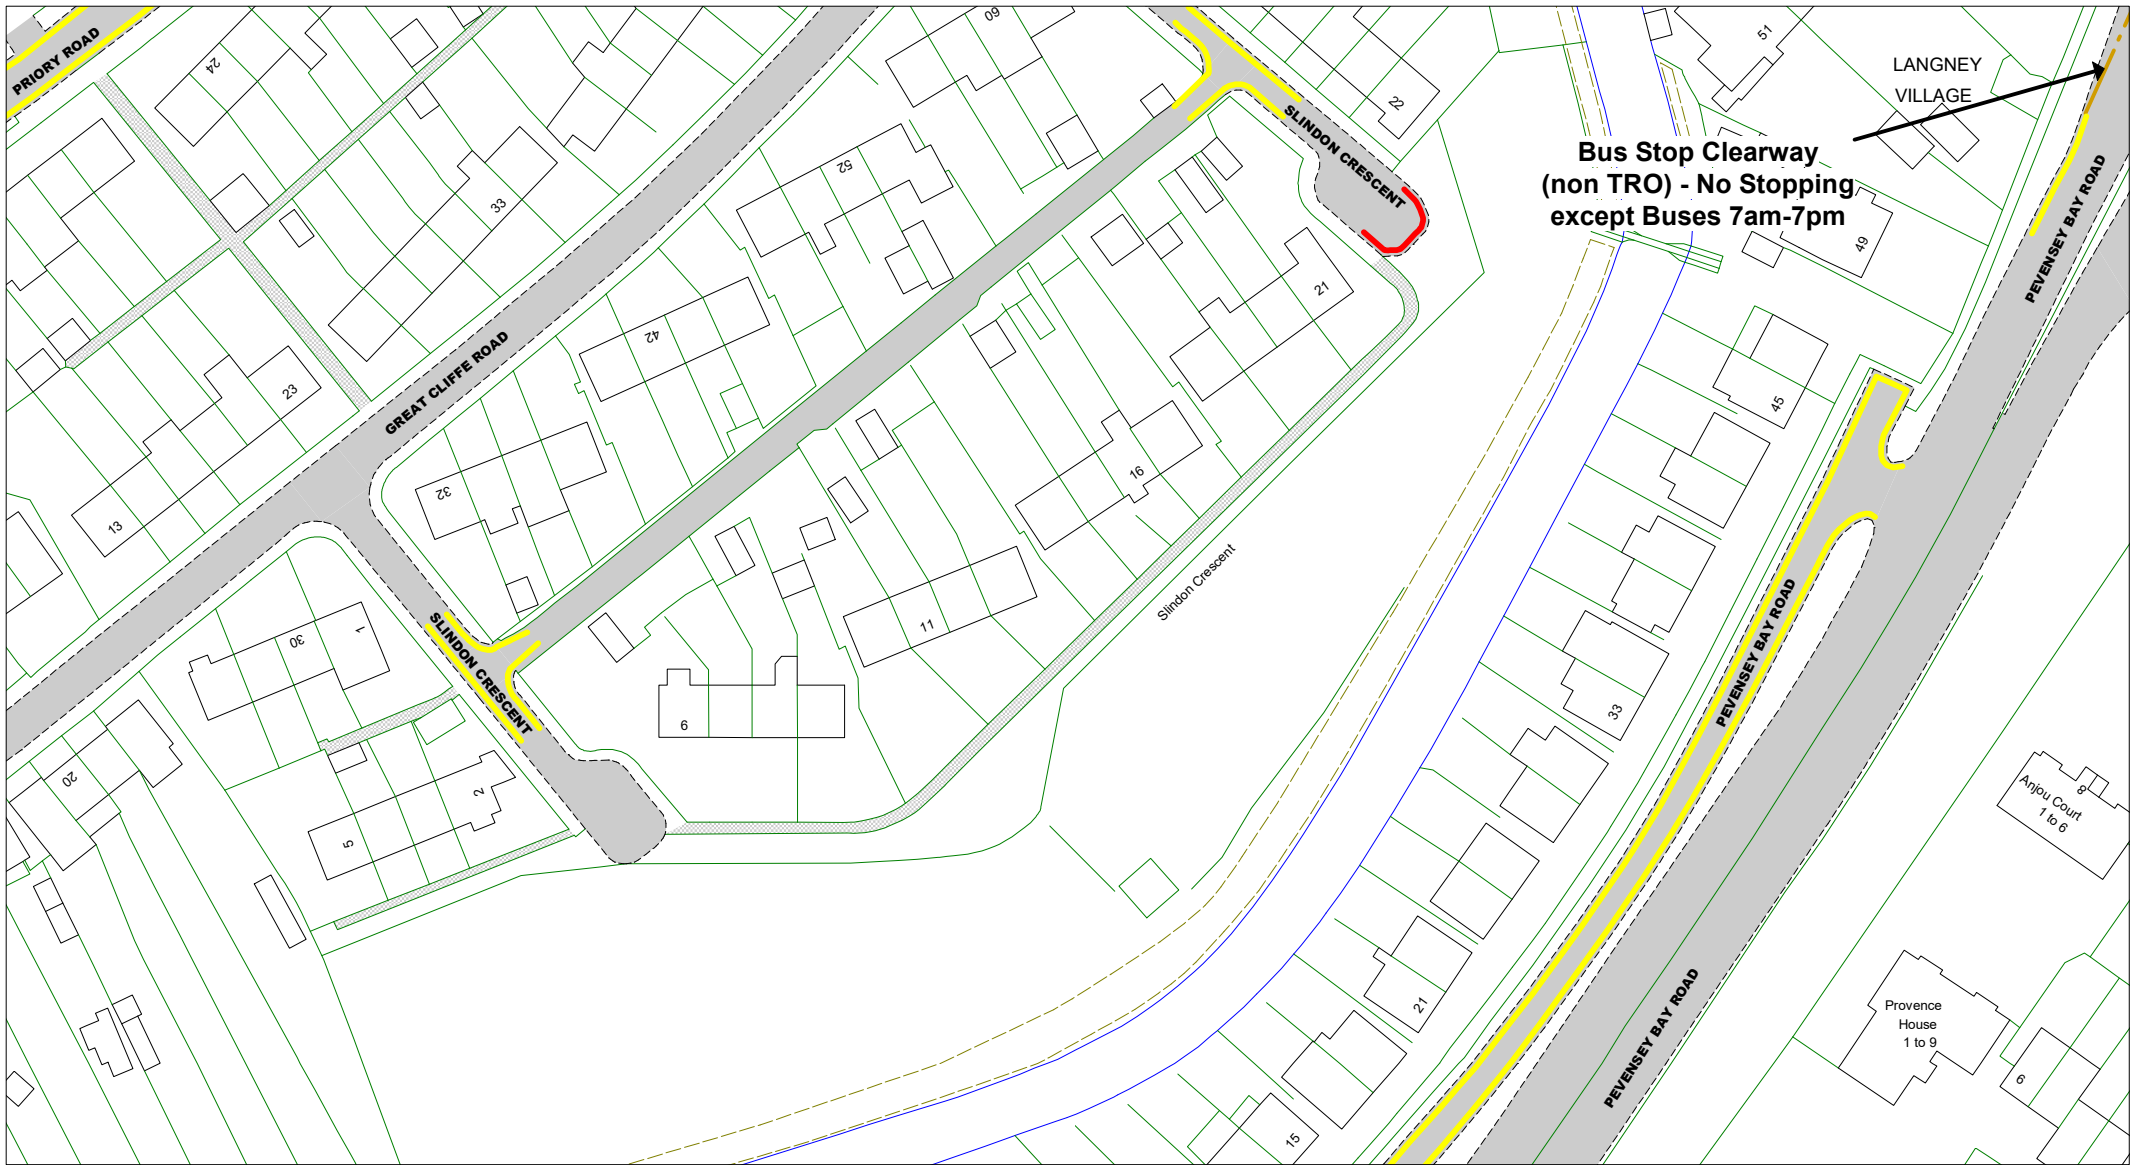 PRIORY ROAD
24
60
51
LANGNEY
VILLAGE
22
SLINDON CRESCENT
Bus Stop Clearway
(non TRO) - No Stopping
except Buses 7am-7pm
52
33
49
PEVENSEY BAY ROAD
21
42
GREAT CLIFFE ROAD
23
45
32
16
13
Slindon Crescent
SLINDON CRESCENT
30
1
11
PEVENSEY BAY ROAD
33
6
20
2
5
8
Anjou Court
1 to 6
21
PEVENSEY BAY ROAD
Provence
House
1 to 9
6
15